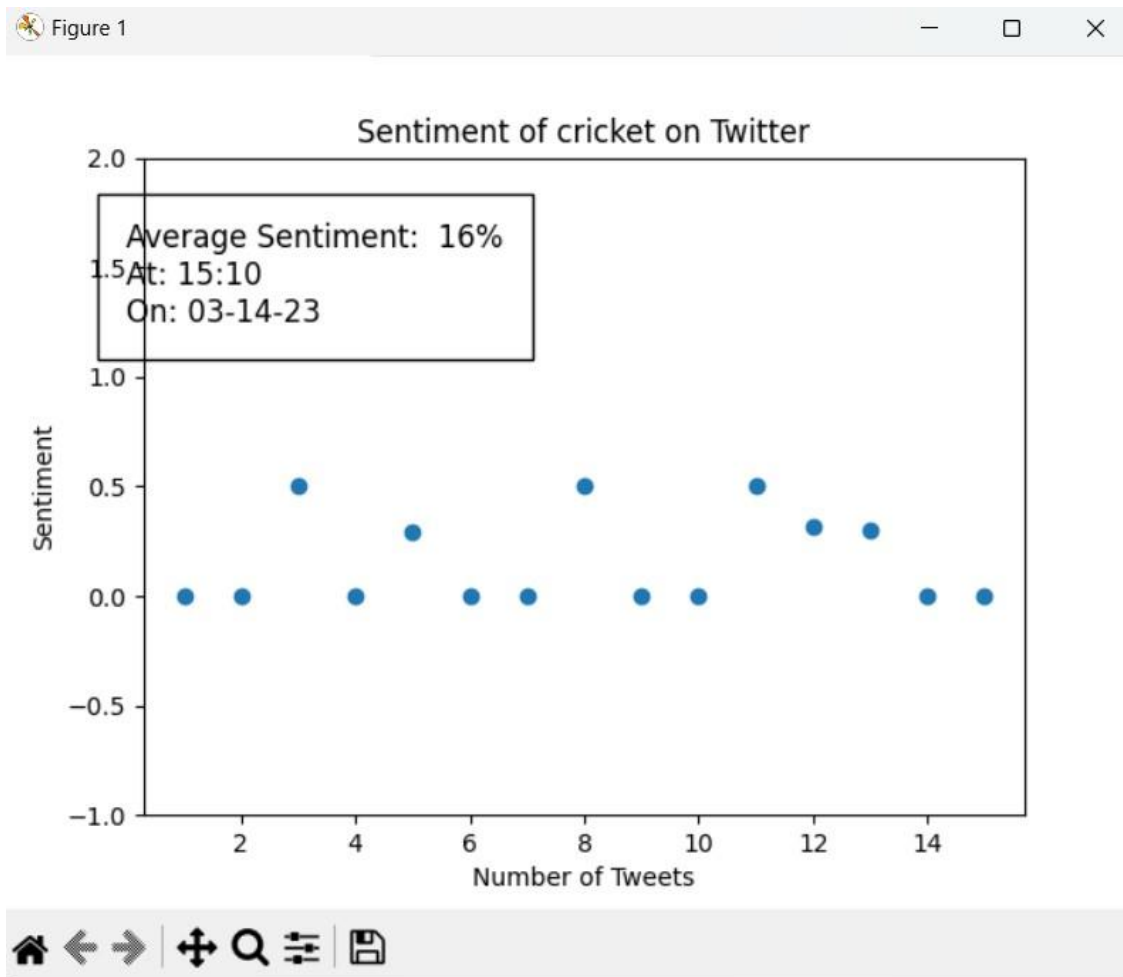 Figure 1
Sentiment of cricket on Twitter
2.0
Average Sentiment:  16%
1.5
At: 15:10
On: 03-14-23
1.0
Sentiment
0.5
0.0
−0.5
−1.0
2 4 6 8 10 12 14
Number of Tweets